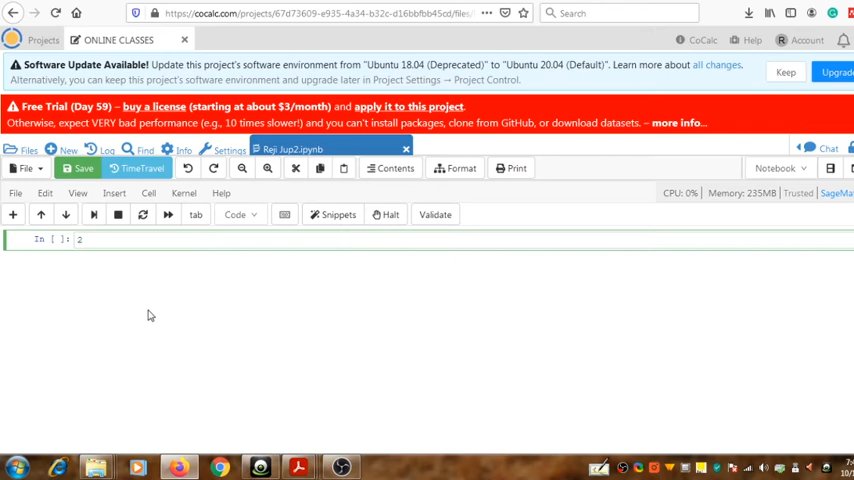 https://cocalc.com/projects/67d73609-e935-4a34-b32c-d16bbfbb45cd/files/
Search
Projects
ONLINE CLASSES
CoCalc
Help
R Account
Software Update Available! Update this project's software environment from "Ubuntu 18.04 (Deprecated)" to "Ubuntu 20.04 (Default)". Learn more about all changes.
Alternatively, you can keep this project's software environment and upgrade later in Project Settings → Project Control.
Keep
Upgrade
Free Trial (Day 59) – buy a license (starting at about $3/month) and apply it to this project.
Otherwise, expect VERY bad performance (e.g., 10 times slower!) and you can't install packages, clone from GitHub, or download datasets. – more info...
Files New Log Find Info Settings Reji Jup2.ipynb Chat
File Save TimeTravel Contents Format Print Notebook
File Edit View Insert Cell Kernel Help CPU: 0% Memory: 235MB Trusted SageMa
tab Code Snippets Halt Validate
In [ ]: 2